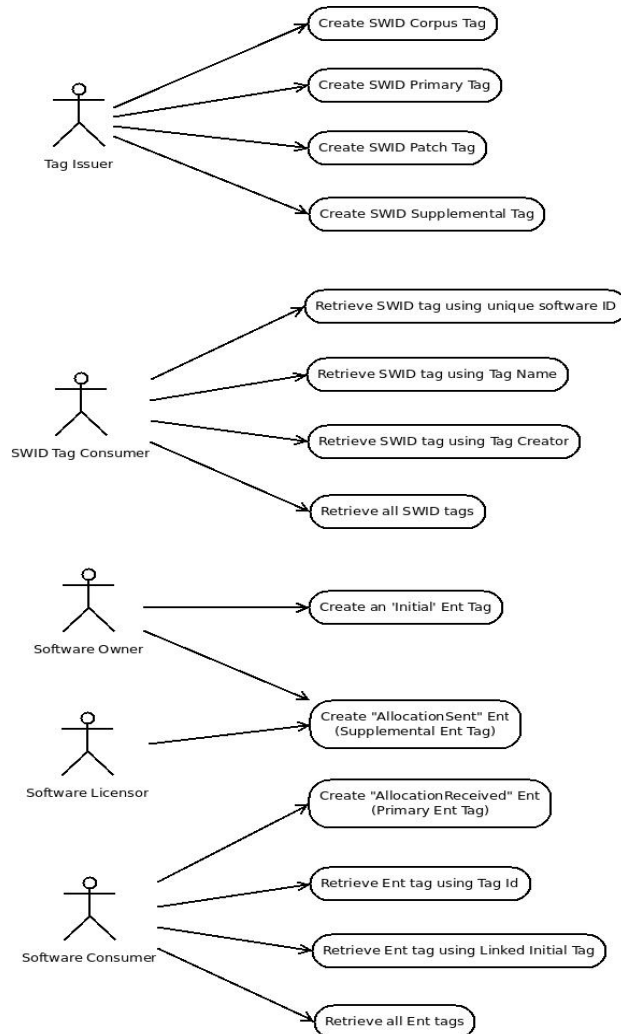 Create SWID Corpus Tag
Create SWID Primary Tag
Tag Issuer
Create SWID Patch Tag
Create SWID Supplemental Tag
Retrieve SWID tag using unique software ID
Retrieve SWID tag using Tag Name
SWID Tag Consumer
Retrieve SWID tag using Tag Creator
Retrieve all SWID tags
Create an 'Initial' Ent Tag
Software Owner
Create "AllocationSent" Ent
(Supplemental Ent Tag)
Software Licensor
Create "AllocationReceived" Ent
(Primary Ent Tag)
Retrieve Ent tag using Tag Id
Software Consumer
Retrieve Ent tag using Linked Initial Tag
Retrieve all Ent tags